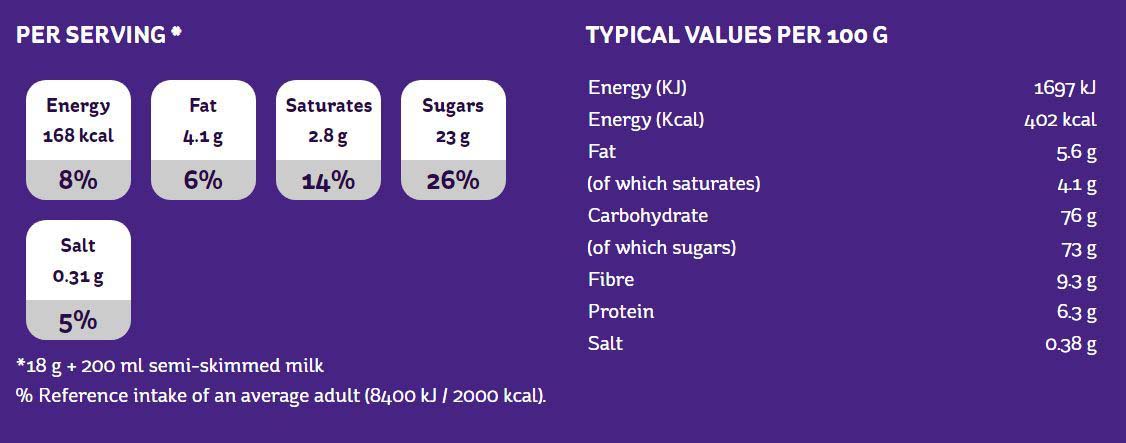 PER SERVING *
Energy
168 kcal
8%
Fat
4.1 g
6%
Saturates
2.8 g
14%
Sugars
23 g
26%
Salt
0.31 g
5%
*18 g + 200 ml semi-skimmed milk
% Reference intake of an average adult (8400 kJ / 2000 kcal).
TYPICAL VALUES PER 100 G
Energy (KJ) 1697 kJ
Energy (Kcal) 402 kcal
Fat 5.6 g
(of which saturates) 4.1 g
Carbohydrate 76 g
(of which sugars) 73 g
Fibre 9.3 g
Protein 6.3 g
Salt 0.38 g